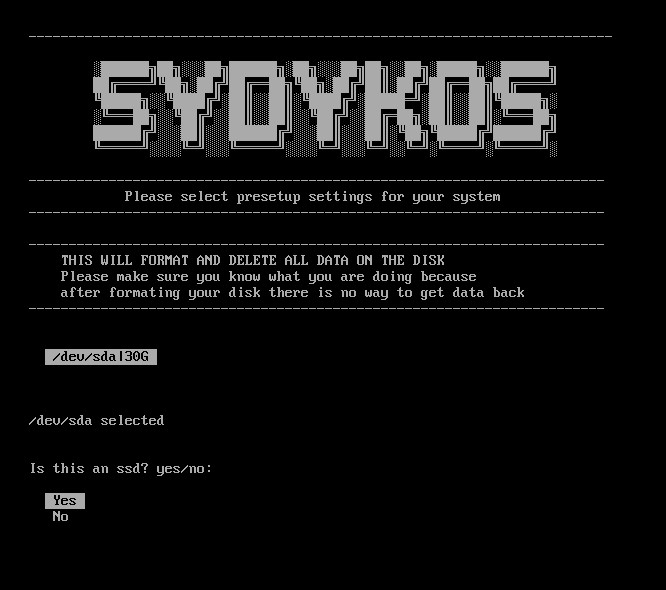 SYDYKOS
Please select presetup settings for your system
THIS WILL FORMAT AND DELETE ALL DATA ON THE DISK
Please make sure you know what you are doing because
after formating your disk there is no way to get data back
/dev/sda|30G
/dev/sda selected
Is this an ssd? yes/no:
Yes
No